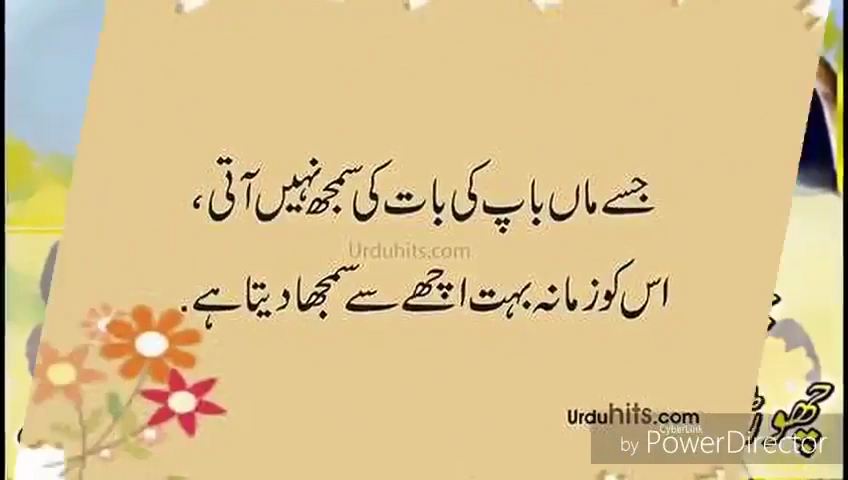 جسے ماں باپ کی بات کی سمجھ نہیں آتی،
Urduhits.com
اس کو زمانہ بہت اچھے سے سمجھا دیتا ہے.
Urduhits.com
CyberLink
by PowerDirector